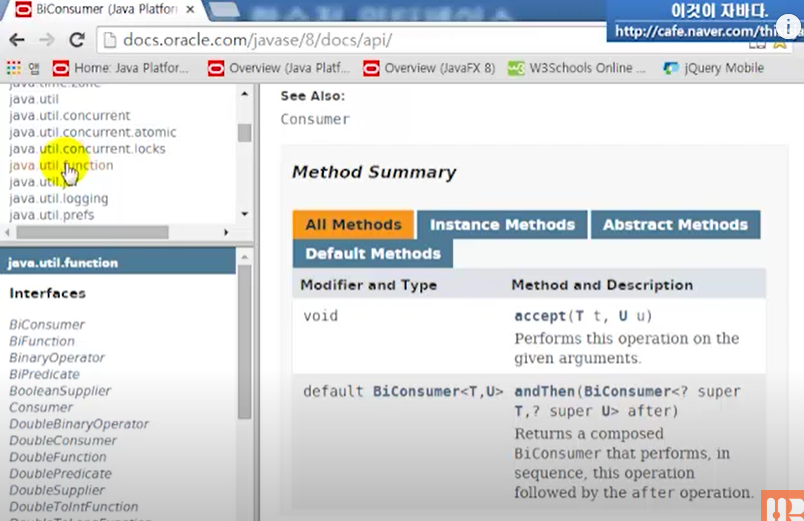 BiConsumer (Java Platfor
이것이 자바다.
http://cafe.naver.com/thi
docs.oracle.com/javase/8/docs/api/
앱
Home: Java Platfor...
Overview (Java Platf...
Overview (JavaFX 8)
W3Schools Online ...
jQuery Mobile
java.time.zone
java.util
java.util.concurrent
java.util.concurrent.atomic
java.util.concurrent.locks
java.util.function
java.util.jar
java.util.logging
java.util.prefs
java.util.function
Interfaces
BiConsumer
BiFunction
BinaryOperator
BiPredicate
BooleanSupplier
Consumer
DoubleBinaryOperator
DoubleConsumer
DoubleFunction
DoublePredicate
DoubleSupplier
DoubleToIntFunction
DoubleToLongFunction
See Also:
Consumer
Method Summary
All Methods
Instance Methods
Abstract Methods
Default Methods
Modifier and Type
Method and Description
void
accept(T t, U u)
Performs this operation on the
given arguments.
default BiConsumer<T,U>
andThen(BiConsumer<? super
T,? super U> after)
Returns a composed
BiConsumer that performs, in
sequence, this operation
followed by the after operation.